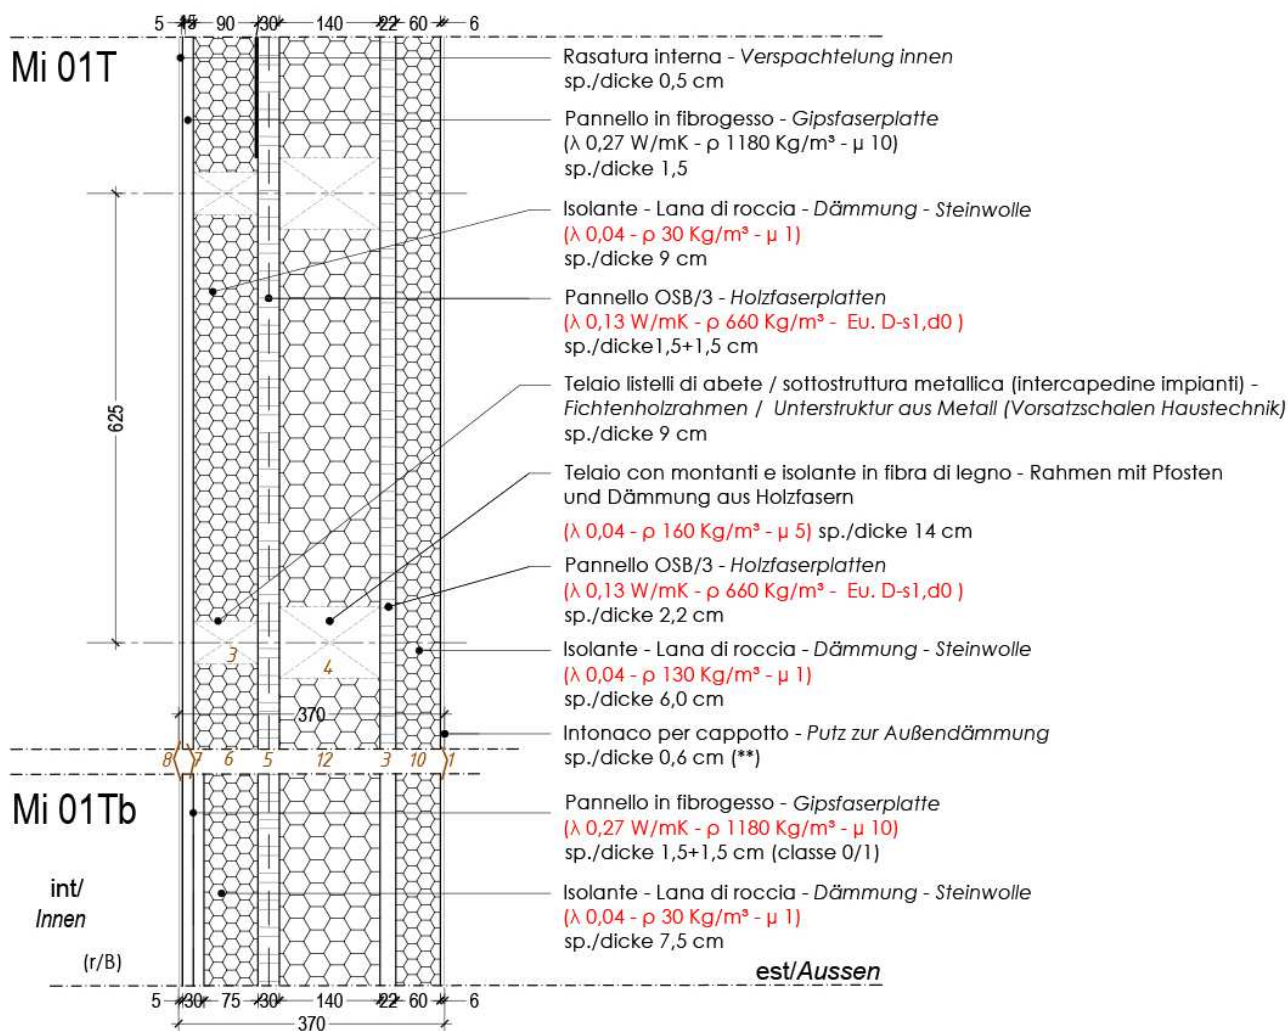 5 15 90 30 140 22 60 6
Mi 01T
Rasatura interna - Verspachtelung innen
sp./dicke 0,5 cm
Pannello in fibrogesso - Gipsfaserplatte
(λ 0,27 W/mK - ρ 1180 Kg/m³ - µ 10)
sp./dicke 1,5
Isolante - Lana di roccia - Dämmung - Steinwolle
(λ 0,04 - ρ 30 Kg/m³ - µ 1)
sp./dicke 9 cm
Pannello OSB/3 - Holzfaserplatten
(λ 0,13 W/mK - ρ 660 Kg/m³ - Eu. D-s1,d0 )
sp./dicke1,5+1,5 cm
Telaio listelli di abete / sottostruttura metallica (intercapedine impianti) -
Fichtenholzrahmen / Unterstruktur aus Metall (Vorsatzschalen Haustechnik)
sp./dicke 9 cm
625
Telaio con montanti e isolante in fibra di legno - Rahmen mit Pfosten
und Dämmung aus Holzfasern
(λ 0,04 - ρ 160 Kg/m³ - µ 5) sp./dicke 14 cm
Pannello OSB/3 - Holzfaserplatten
(λ 0,13 W/mK - ρ 660 Kg/m³ - Eu. D-s1,d0 )
sp./dicke 2,2 cm
3 4
Isolante - Lana di roccia - Dämmung - Steinwolle
(λ 0,04 - ρ 130 Kg/m³ - µ 1)
sp./dicke 6,0 cm
370
Intonaco per cappotto - Putz zur Außendämmung
sp./dicke 0,6 cm (**)
8 7 6 5 12 3 10 1
Mi 01Tb
Pannello in fibrogesso - Gipsfaserplatte
(λ 0,27 W/mK - ρ 1180 Kg/m³ - µ 10)
sp./dicke 1,5+1,5 cm (classe 0/1)
int/
Innen
Isolante - Lana di roccia - Dämmung - Steinwolle
(λ 0,04 - ρ 30 Kg/m³ - µ 1)
sp./dicke 7,5 cm
(r/B)
est/Aussen
5 30 75 30 140 22 60 6
370